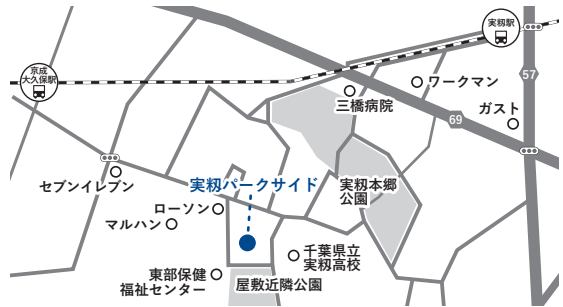 実籾駅
京成
大久保駅
57
ワークマン
三橋病院
ガスト
69
セブンイレブン
実籾パークサイド
実籾本郷
公園
ローソン
マルハン
千葉県立
実籾高校
東部保健
福祉センター
屋敷近隣公園